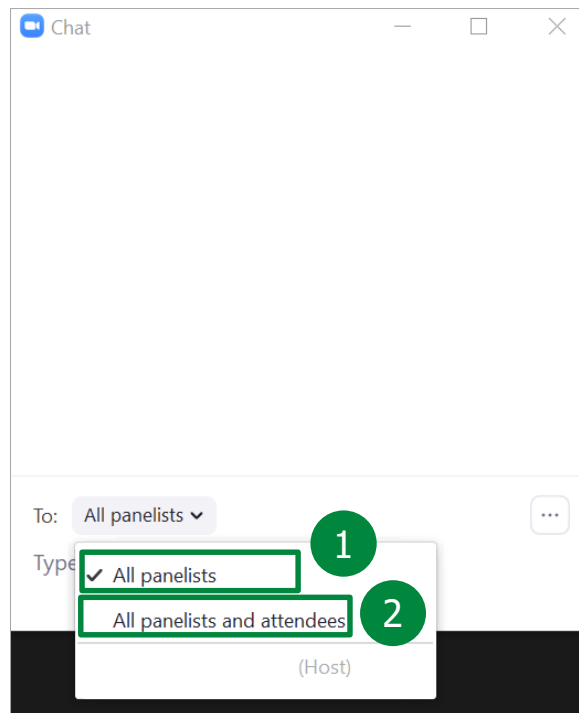 Chat
To: All panelists
...
1
Type
✓ All panelists
All panelists and attendees
2
(Host)